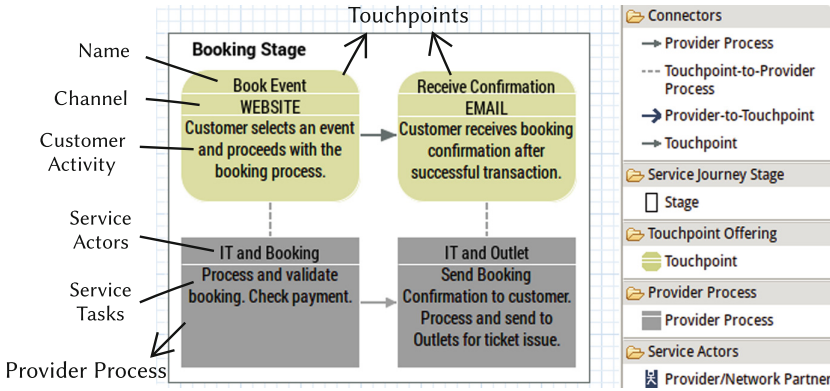 Touchpoints
Name
Channel
Customer
Activity
Service
Actors
Service
Tasks
Provider Process
Booking Stage
Book Event
WEBSITE
Customer selects an event
and proceeds with the
booking process.
Receive Confirmation
EMAIL
Customer receives booking
confirmation after
successful transaction.
IT and Booking
Process and validate
booking. Check payment.
IT and Outlet
Send Booking
Confirmation to customer.
Process and send to
Outlets for ticket issue.
Connectors
Provider Process
Touchpoint-to-Provider
Process
Provider-to-Touchpoint
Touchpoint
Service Journey Stage
Stage
Touchpoint Offering
Touchpoint
Provider Process
Provider Process
Service Actors
Provider/Network Partner